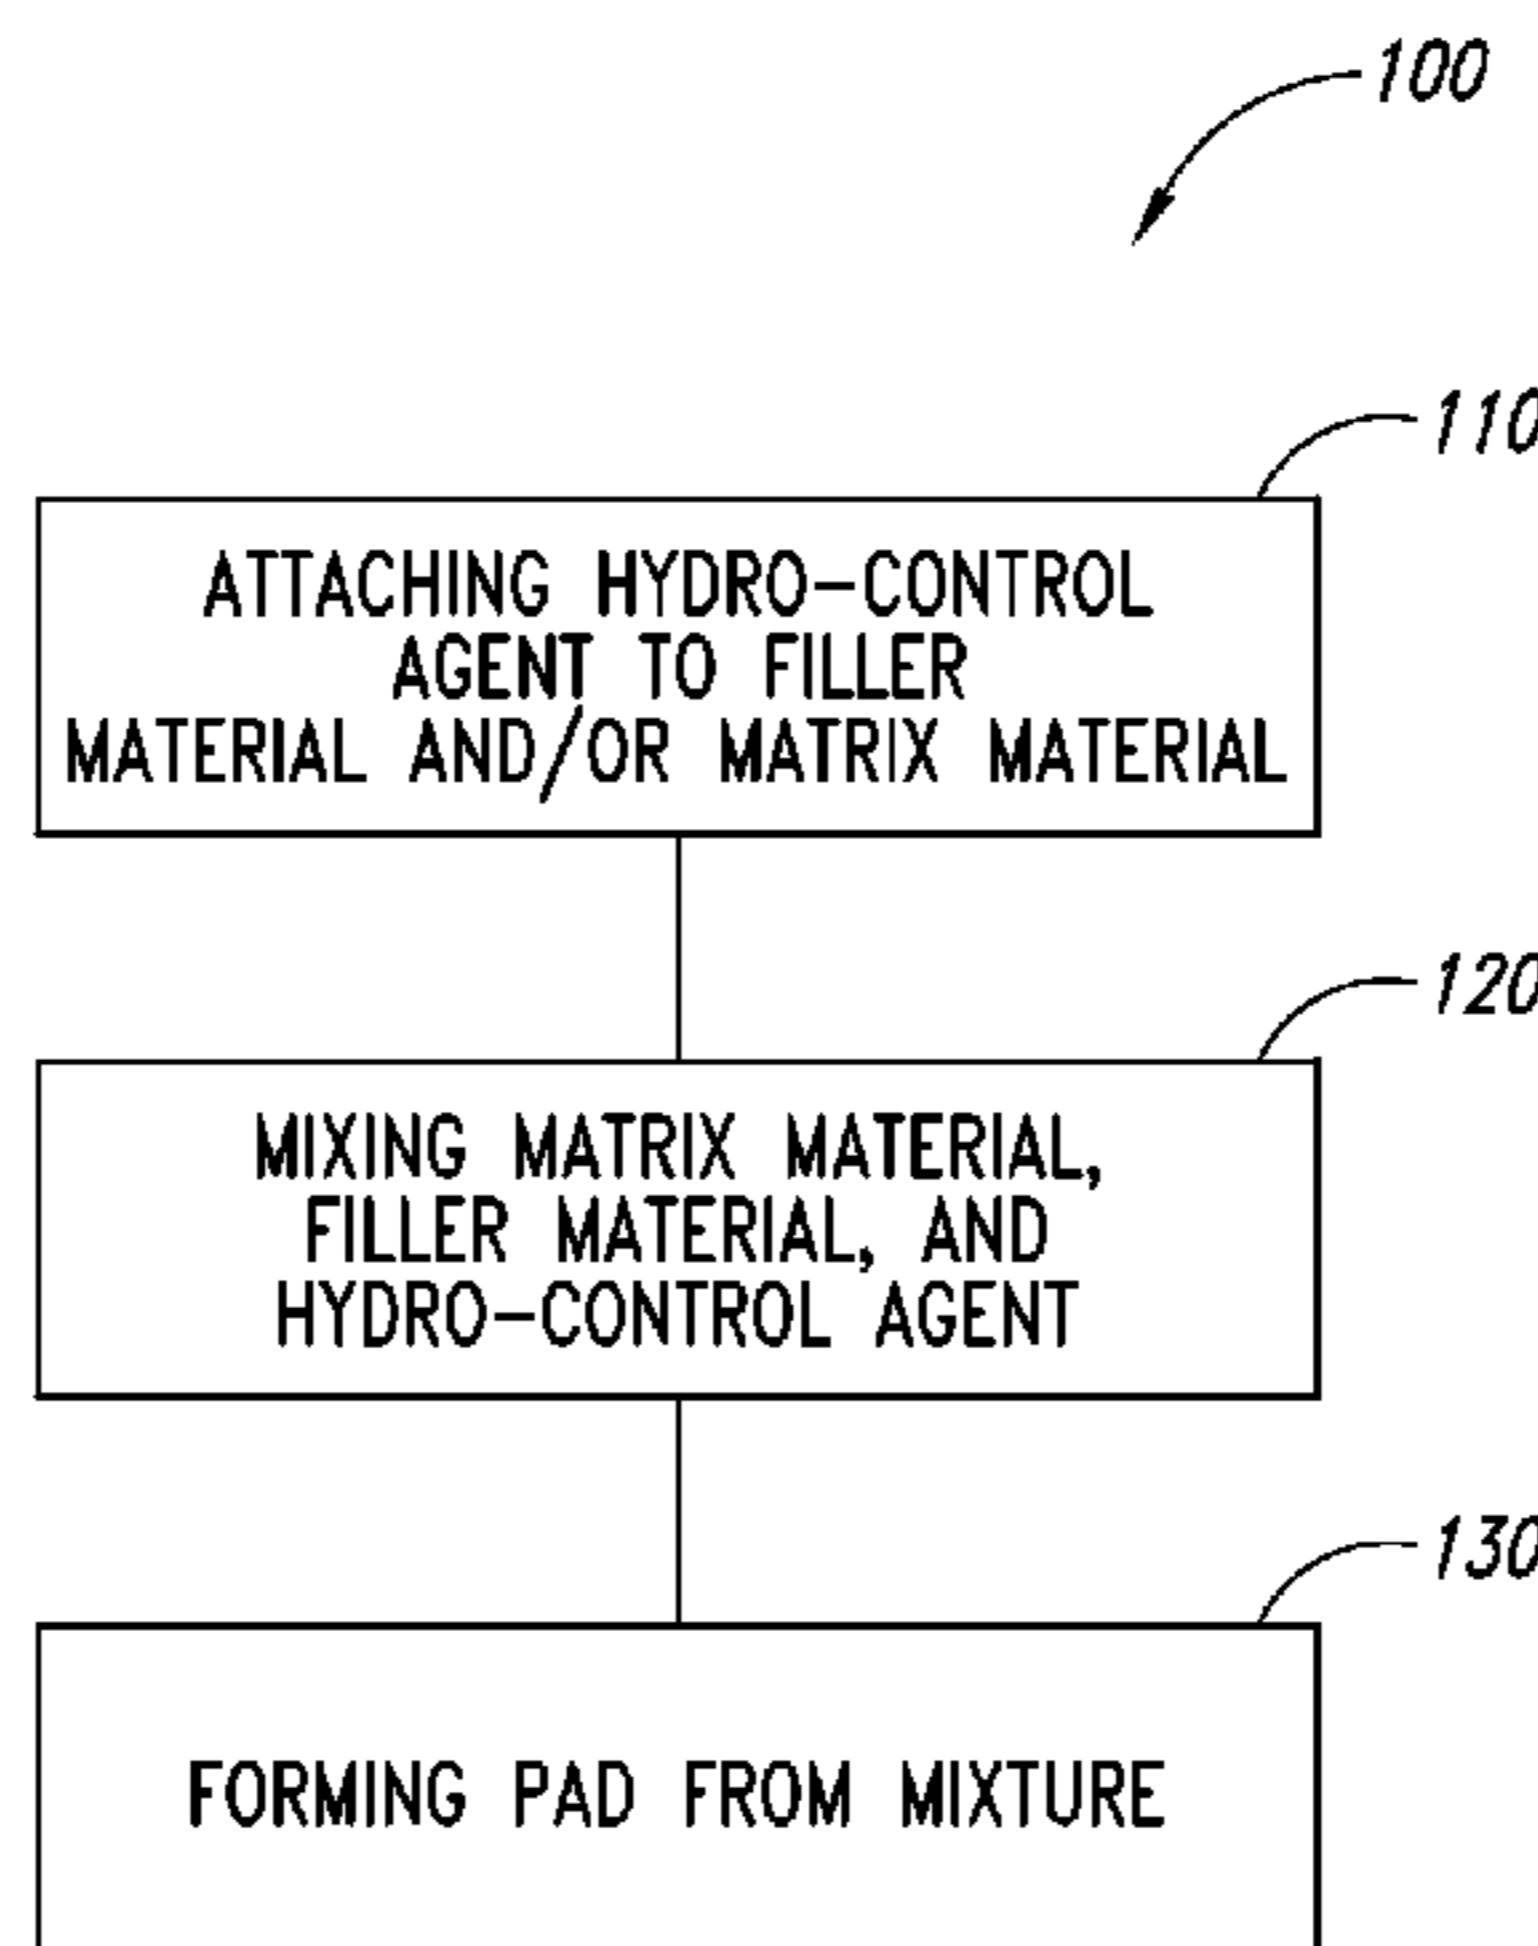 100
110
ATTACHING HYDRO-CONTROL
AGENT TO FILLER
MATERIAL AND/OR MATRIX MATERIAL
120
MIXING MATRIX MATERIAL,
FILLER MATERIAL, AND
HYDRO-CONTROL AGENT
130
FORMING PAD FROM MIXTURE